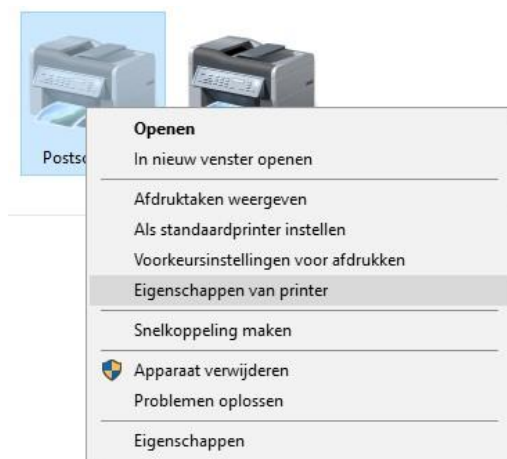 Postsc
Openen
In nieuw venster openen
Afdruktaken weergeven
Als standaardprinter instellen
Voorkeursinstellingen voor afdrukken
Eigenschappen van printer
Snelkoppeling maken
Apparaat verwijderen
Problemen oplossen
Eigenschappen